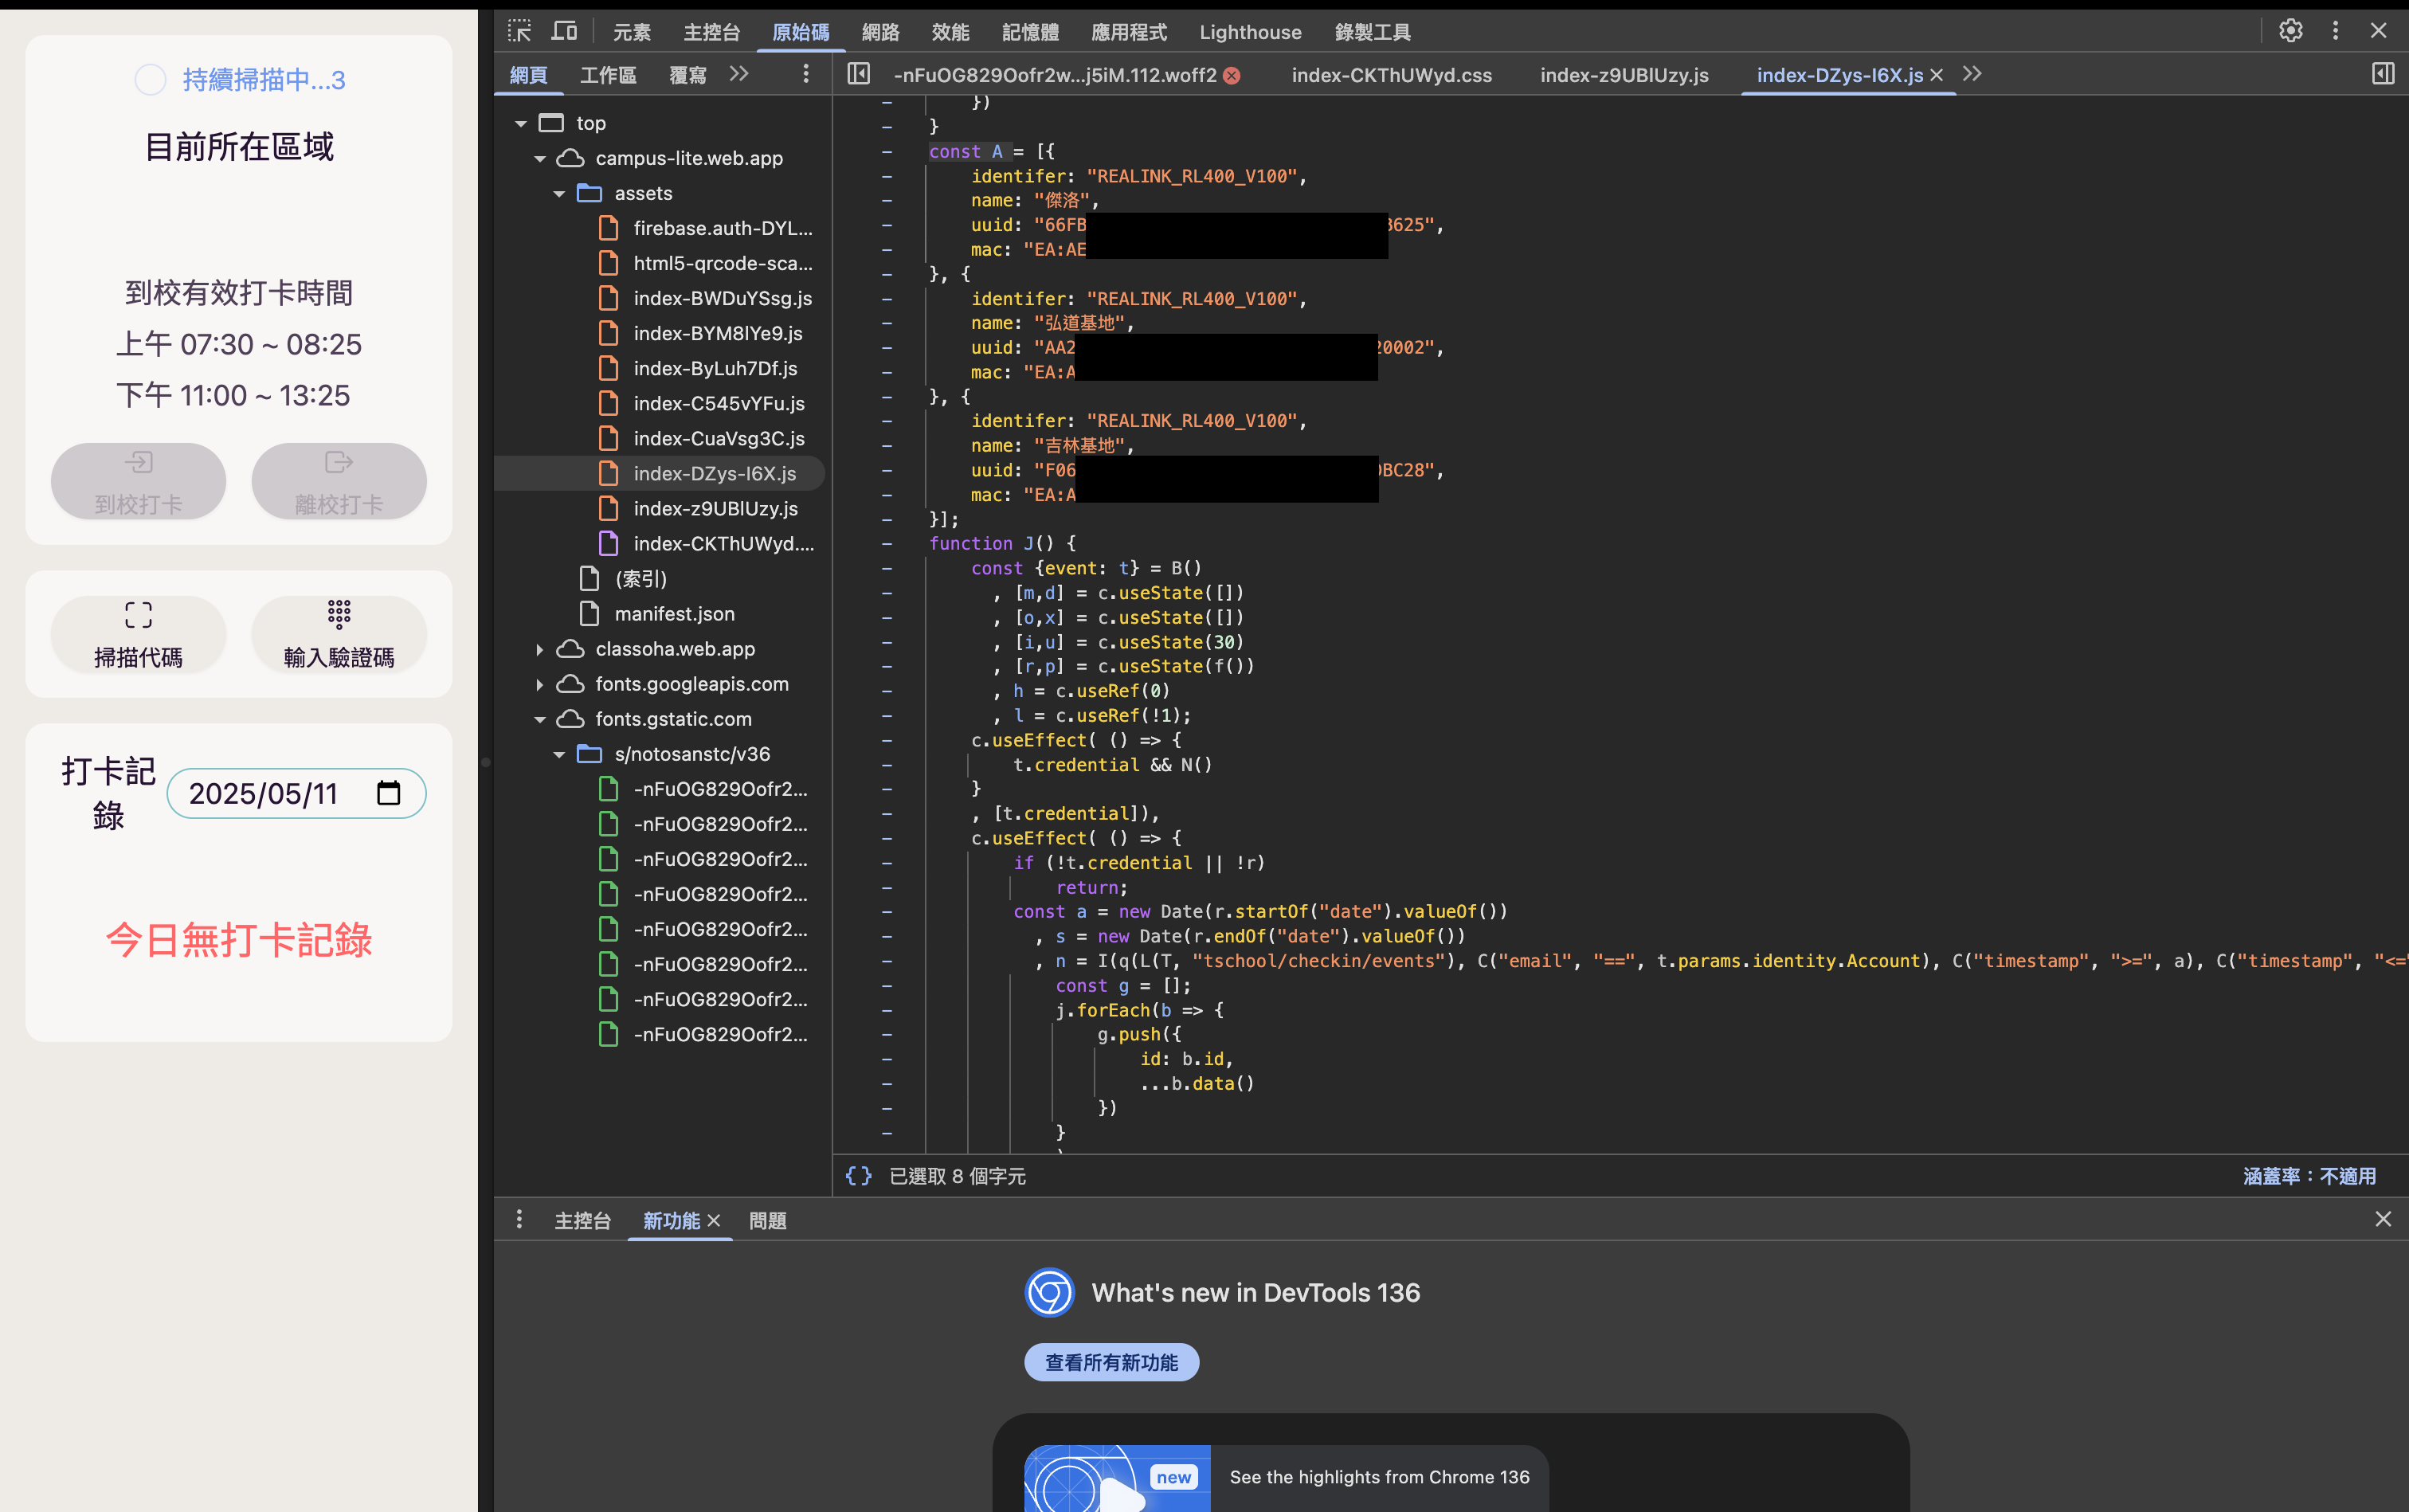 持續掃描中...3
目前所在區域
到校有效打卡時間
上午 07:30 ~ 08:25
下午 11:00 ~ 13:25
到校打卡
離校打卡
掃描代碼
輸入驗證碼
打卡記
錄
2025/05/11
今日無打卡記錄
元素 主控台 原始碼 網路 效能 記憶體 應用程式 Lighthouse 錄製工具
網頁 工作區 覆寫
-nFuOG829Oofr2w...j5iM.112.woff2 index-CKThUWyd.css index-z9UBlUzy.js index-DZys-I6X.js
top
campus-lite.web.app
assets
firebase.auth-DYL...
html5-qrcode-sca...
index-BWDuYSsg.js
index-BYM8lYe9.js
index-ByLuh7Df.js
index-C545vYFu.js
index-CuaVsg3C.js
index-DZys-I6X.js
index-z9UBlUzy.js
index-CKThUWyd....
(索引)
manifest.json
classoha.web.app
fonts.googleapis.com
fonts.gstatic.com
s/notosanstc/v36
-nFuOG829Oofr2...
-nFuOG829Oofr2...
-nFuOG829Oofr2...
-nFuOG829Oofr2...
-nFuOG829Oofr2...
-nFuOG829Oofr2...
-nFuOG829Oofr2...
-nFuOG829Oofr2...
})
}
const A = [{
identifer: "REALINK_RL400_V100",
name: "傑洛",
uuid: "66FB 3625",
mac: "EA:AE
}, {
identifer: "REALINK_RL400_V100",
name: "弘道基地",
uuid: "AA2 20002",
mac: "EA:A
}, {
identifer: "REALINK_RL400_V100",
name: "吉林基地",
uuid: "F06 BC28",
mac: "EA:A
}];
function J() {
const {event: t} = B()
, [m,d] = c.useState([])
, [o,x] = c.useState([])
, [i,u] = c.useState(30)
, [r,p] = c.useState(f())
, h = c.useRef(0)
, l = c.useRef(!1);
c.useEffect( () => {
t.credential && N()
}
, [t.credential]),
c.useEffect( () => {
if (!t.credential || !r)
return;
const a = new Date(r.startOf("date").valueOf())
, s = new Date(r.endOf("date").valueOf())
, n = I(q(L(T, "tschool/checkin/events"), C("email", "==", t.params.identity.Account), C("timestamp", ">=", a), C("timestamp", "<=
const g = [];
j.forEach(b => {
g.push({
id: b.id,
...b.data()
})
}
{} 已選取 8 個字元
涵蓋率：不適用
主控台 新功能 問題
What's new in DevTools 136
查看所有新功能
new
See the highlights from Chrome 136